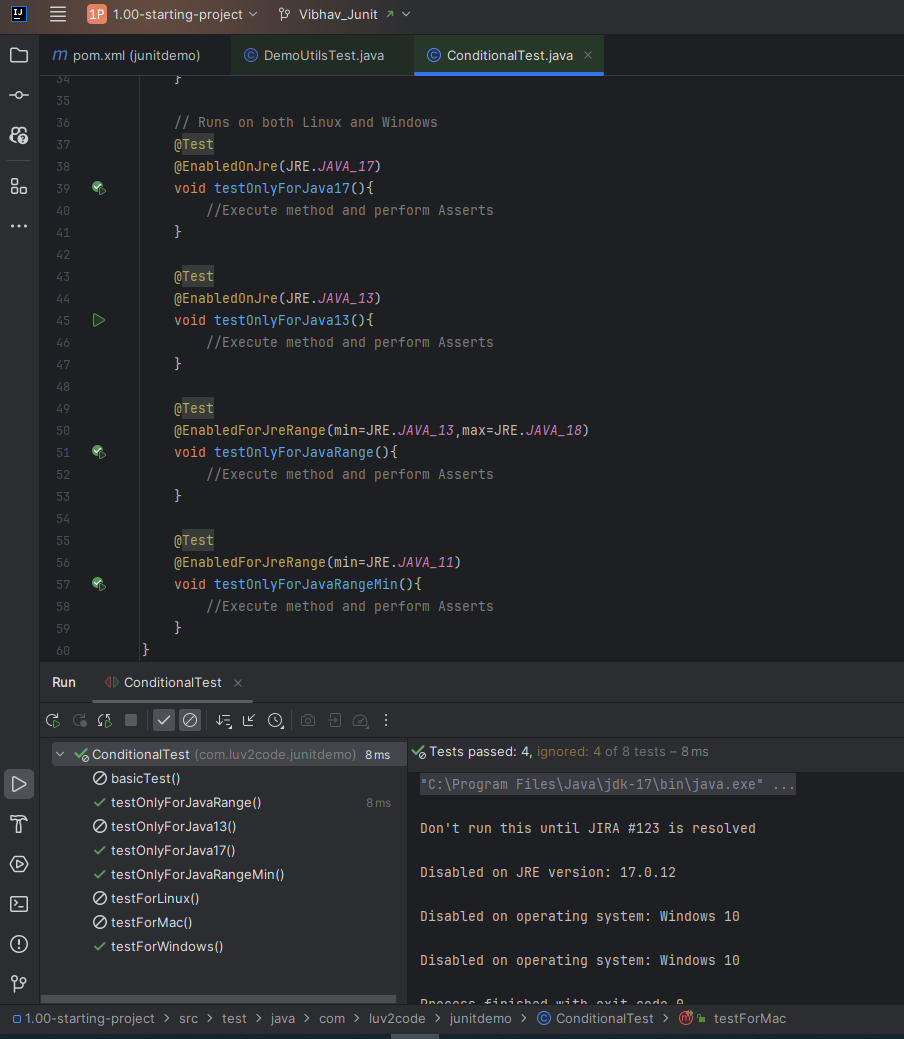 IJ 1P 1.00-starting-project Vibhav_Junit
m pom.xml (junitdemo) DemoUtilsTest.java ConditionalTest.java
34 }
35
36 // Runs on both Linux and Windows
37 @Test
38 @EnabledOnJre(JRE.JAVA_17)
39 void testOnlyForJava17(){
40 //Execute method and perform Asserts
41 }
42
43 @Test
44 @EnabledOnJre(JRE.JAVA_13)
45 void testOnlyForJava13(){
46 //Execute method and perform Asserts
47 }
48
49 @Test
50 @EnabledForJreRange(min=JRE.JAVA_13,max=JRE.JAVA_18)
51 void testOnlyForJavaRange(){
52 //Execute method and perform Asserts
53 }
54
55 @Test
56 @EnabledForJreRange(min=JRE.JAVA_11)
57 void testOnlyForJavaRangeMin(){
58 //Execute method and perform Asserts
59 }
60 }
Run ConditionalTest
ConditionalTest (com.luv2code.junitdemo) 8 ms
basicTest()
testOnlyForJavaRange() 8 ms
testOnlyForJava13()
testOnlyForJava17()
testOnlyForJavaRangeMin()
testForLinux()
testForMac()
testForWindows()
Tests passed: 4, ignored: 4 of 8 tests – 8 ms
"C:\Program Files\Java\jdk-17\bin\java.exe" ...
Don't run this until JIRA #123 is resolved
Disabled on JRE version: 17.0.12
Disabled on operating system: Windows 10
Disabled on operating system: Windows 10
Process finished with exit code 0
1.00-starting-project > src > test > java > com > luv2code > junitdemo > ConditionalTest > testForMac